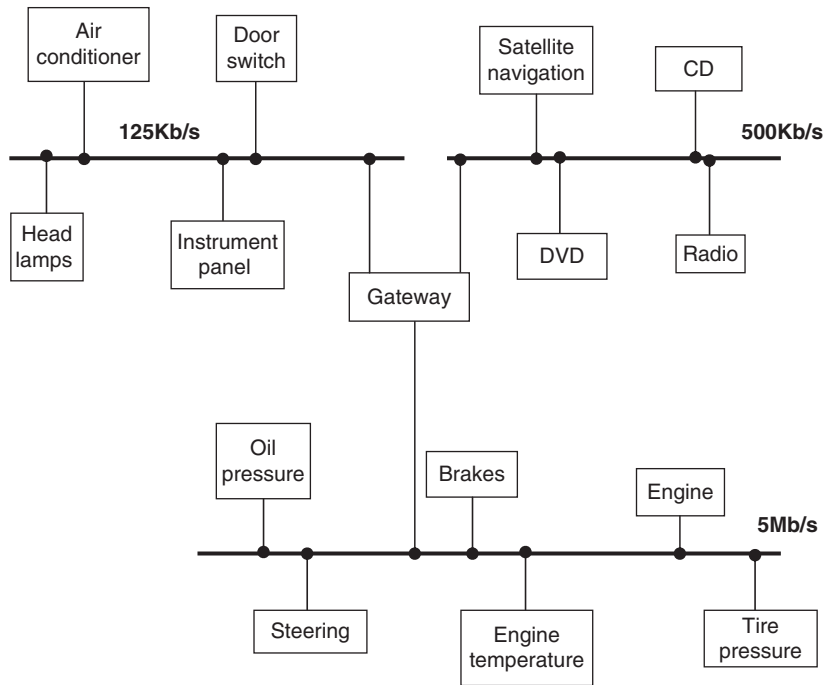 Air
conditioner
Door
switch
125Kb/s
Head
lamps
Instrument
panel
Satellite
navigation
CD
500Kb/s
DVD
Radio
Gateway
Oil
pressure
Brakes
Engine
5Mb/s
Steering
Engine
temperature
Tire
pressure